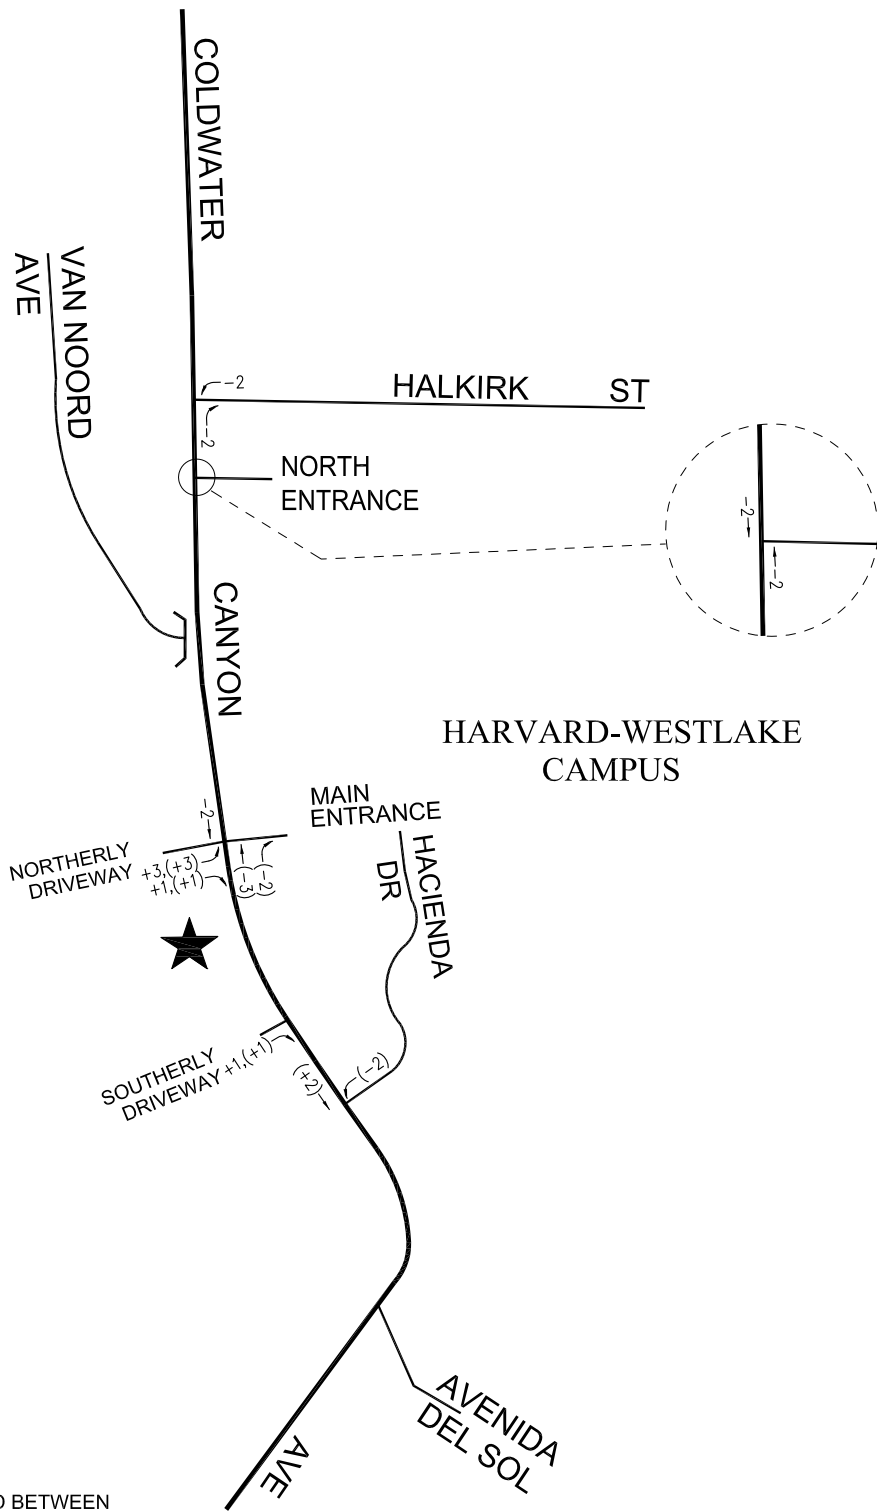 COLDWATER
VAN NOORD
AVE
-2
HALKIRK ST
-2
NORTH
ENTRANCE
-2
-2
CANYON
HARVARD-WESTLAKE
CAMPUS
MAIN
ENTRANCE
-2
NORTHERLY
DRIVEWAY
+3,(+3)
+1,(+1)
(-3)
(-2)
HACIENDA
DR
SOUTHERLY
DRIVEWAY
+1,(+1)
(+2)
(-2)
AVENIDA
DEL SOL
AVE
BETWEEN